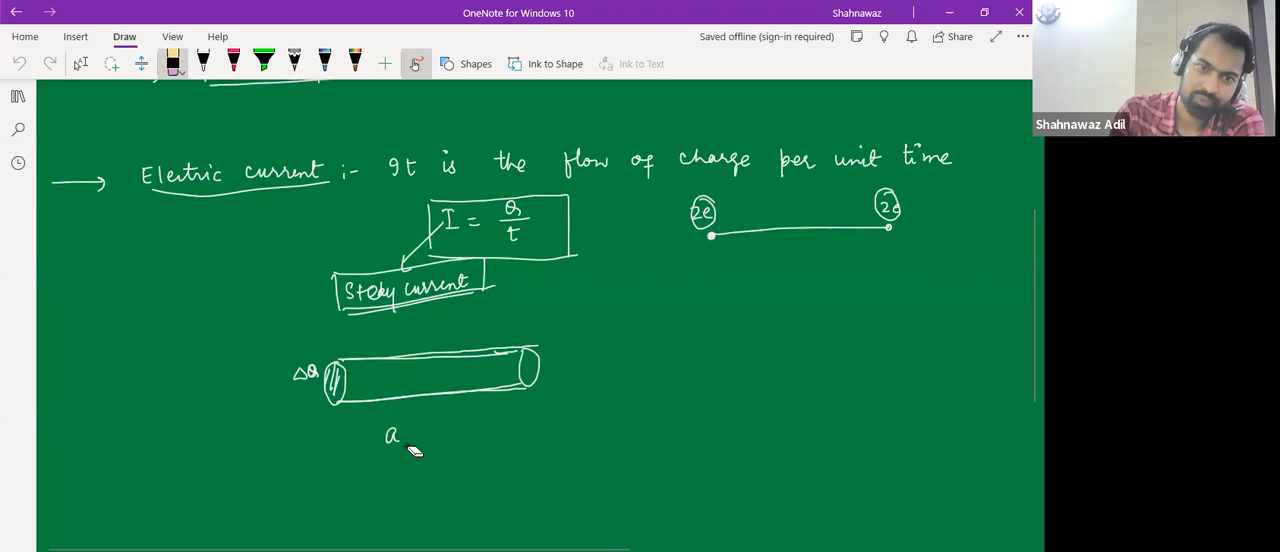 OneNote for Windows 10
Shahnawaz
Home Insert Draw View Help
Saved offline (sign-in required)
Share
Shapes
Ink to Shape
Ink to Text
Shahnawaz Adil
Electric current :- It is the flow of charge per unit time
I = Q/t
2e 2e
Stedy current
ΔQ
a